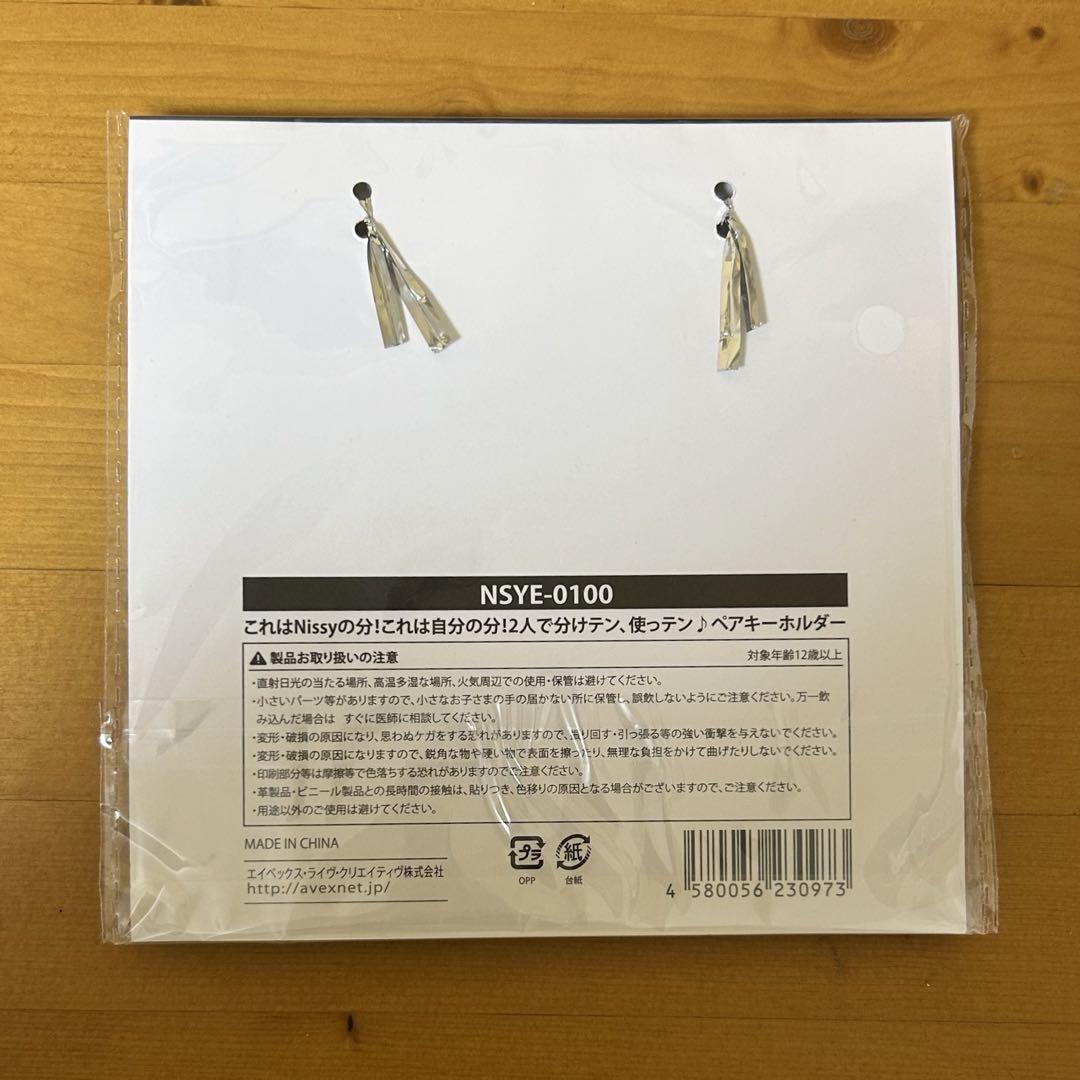 NSYE-0100
これはNissyの分!これは自分の分!2人で分けテン、使っテン♪ペアキーホルダー
製品お取り扱いの注意 対象年齢12歳以上
・直射日光の当たる場所、高温多湿な場所、火気周辺での使用・保管は避けてください。
・小さいパーツ等がありますので、小さなお子さまの手の届かない所に保管し、誤飲しないようにご注意ください。万一飲
み込んだ場合は すぐに医師に相談してください。
・変形・破損の原因になり、思わぬケガをする恐れがありますので、振り回す・引っ張る等の強い衝撃を与えないでください。
・変形・破損の原因になりますので、鋭角な物や硬い物で表面を擦ったり、無理な負担をかけて曲げたりしないでください。
・印刷部分等は摩擦等で色落ちする恐れがありますのでご注意ください。
・革製品・ビニール製品との長時間の接触は、貼りつき、色移りの原因となる場合がございますので、ご注意ください。
・用途以外のご使用は避けてください。
MADE IN CHINA
エイベックス・ライヴ・クリエイティヴ株式会社
http://avexnet.jp/
プラ 紙
OPP 台紙
4 580056 230973